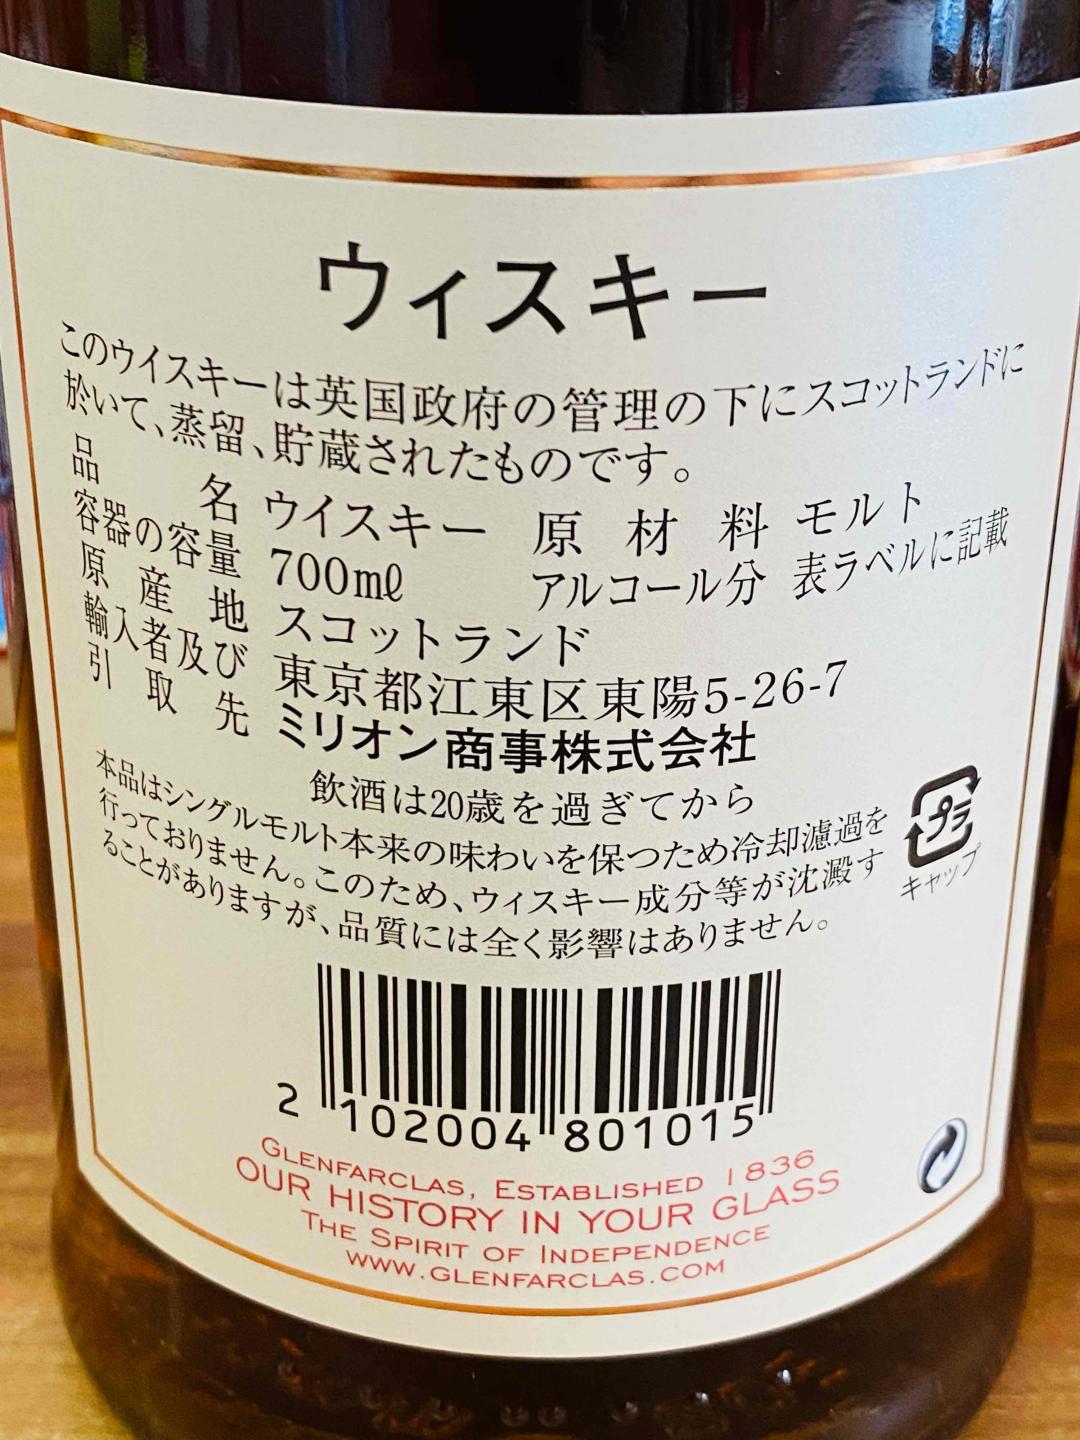 ウィスキー
このウイスキーは英国政府の管理の下にスコットランドに
於いて、蒸留、貯蔵されたものです。
品名 ウイスキー 原材料 モルト
容器の容量 700mℓ アルコール分 表ラベルに記載
原産地 スコットランド
輸入者及び 東京都江東区東陽5-26-7
引取先 ミリオン商事株式会社
飲酒は20歳を過ぎてから
本品はシングルモルト本来の味わいを保つため冷却濾過を
行っておりません。このため、ウィスキー成分等が沈澱す
ることがありますが、品質には全く影響はありません。
プラ
キャップ
2 102004 801015
GLENFARCLAS, ESTABLISHED 1836
OUR HISTORY IN YOUR GLASS
THE SPIRIT OF INDEPENDENCE
WWW.GLENFARCLAS.COM